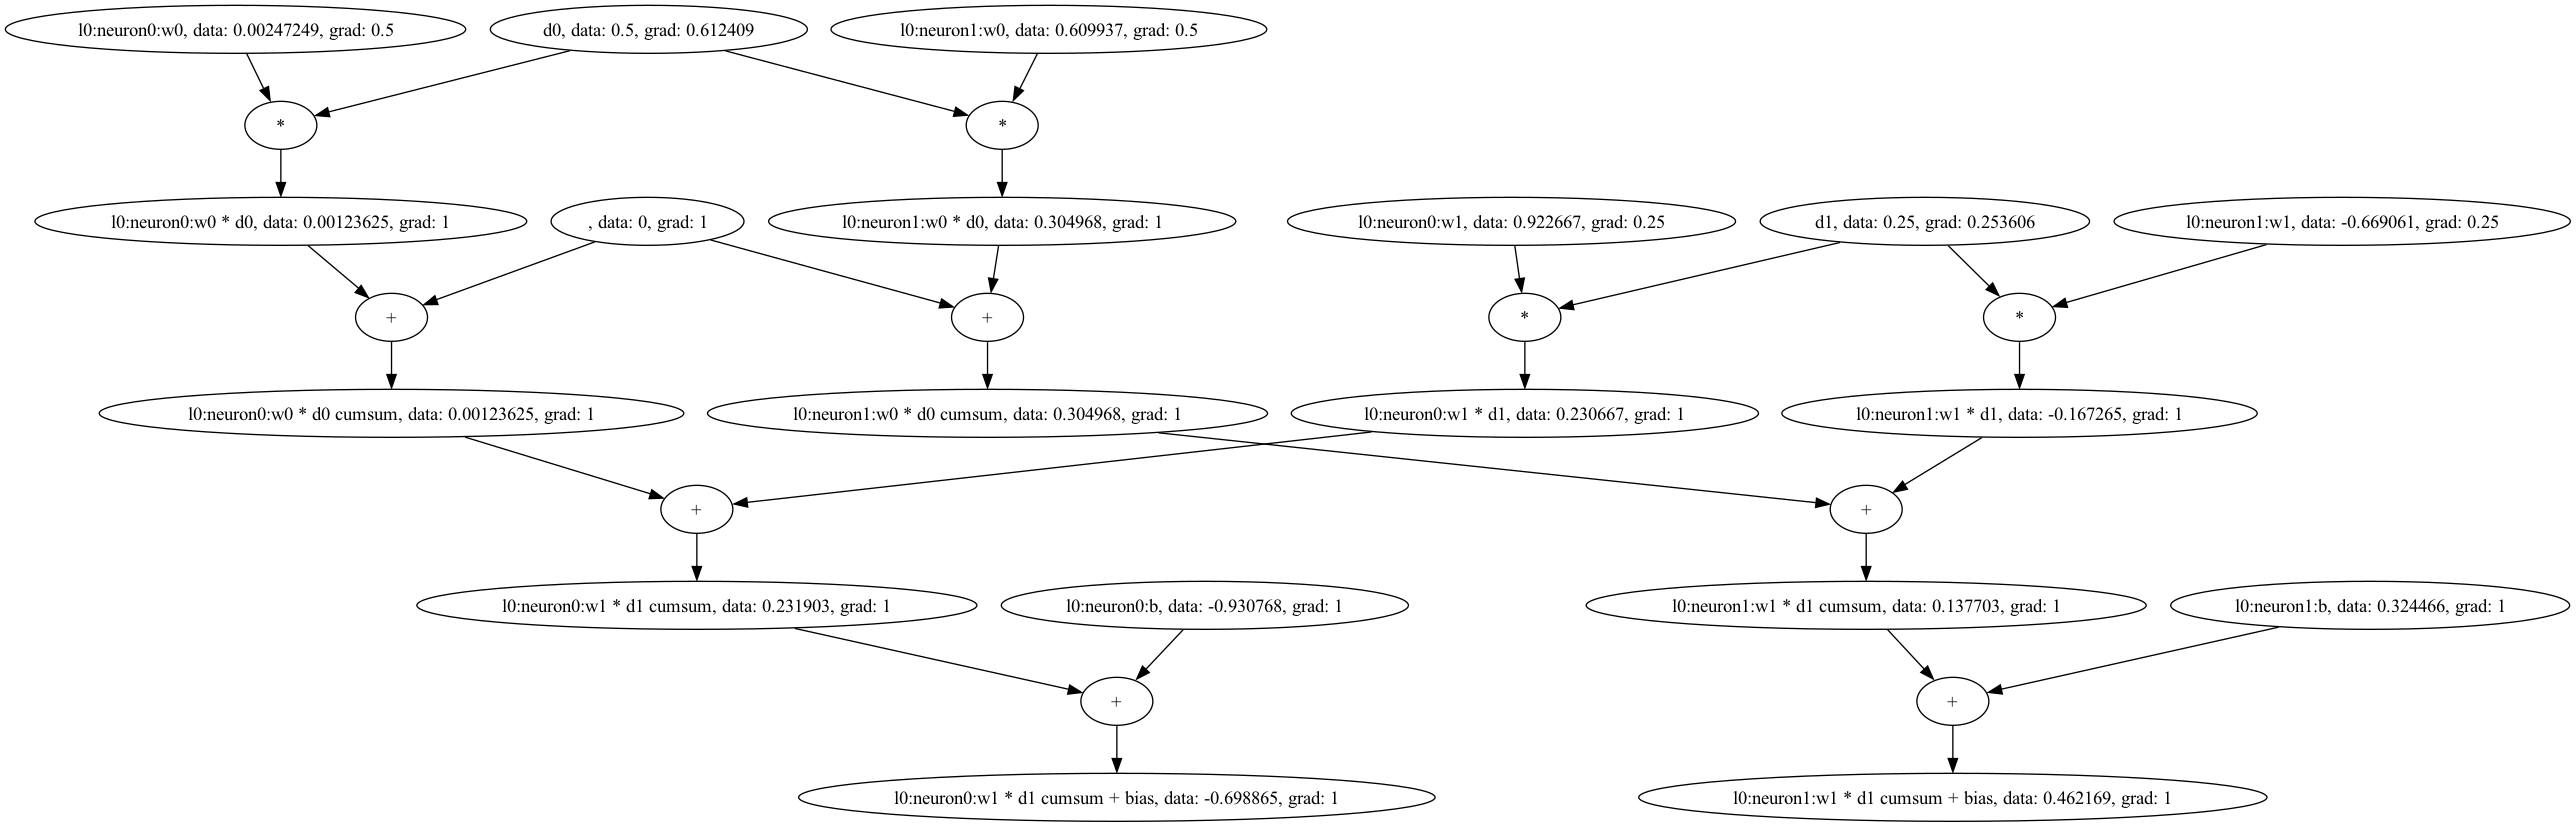 l0:neuron0:w0, data: 0.00247249, grad: 0.5
d0, data: 0.5, grad: 0.612409
l0:neuron1:w0, data: 0.609937, grad: 0.5
*
*
l0:neuron0:w0 * d0, data: 0.00123625, grad: 1
, data: 0, grad: 1
l0:neuron1:w0 * d0, data: 0.304968, grad: 1
l0:neuron0:w1, data: 0.922667, grad: 0.25
d1, data: 0.25, grad: 0.253606
l0:neuron1:w1, data: -0.669061, grad: 0.25
+
+
*
*
l0:neuron0:w0 * d0 cumsum, data: 0.00123625, grad: 1
l0:neuron1:w0 * d0 cumsum, data: 0.304968, grad: 1
l0:neuron0:w1 * d1, data: 0.230667, grad: 1
l0:neuron1:w1 * d1, data: -0.167265, grad: 1
+
+
l0:neuron0:w1 * d1 cumsum, data: 0.231903, grad: 1
l0:neuron0:b, data: -0.930768, grad: 1
l0:neuron1:w1 * d1 cumsum, data: 0.137703, grad: 1
l0:neuron1:b, data: 0.324466, grad: 1
+
+
l0:neuron0:w1 * d1 cumsum + bias, data: -0.698865, grad: 1
l0:neuron1:w1 * d1 cumsum + bias, data: 0.462169, grad: 1